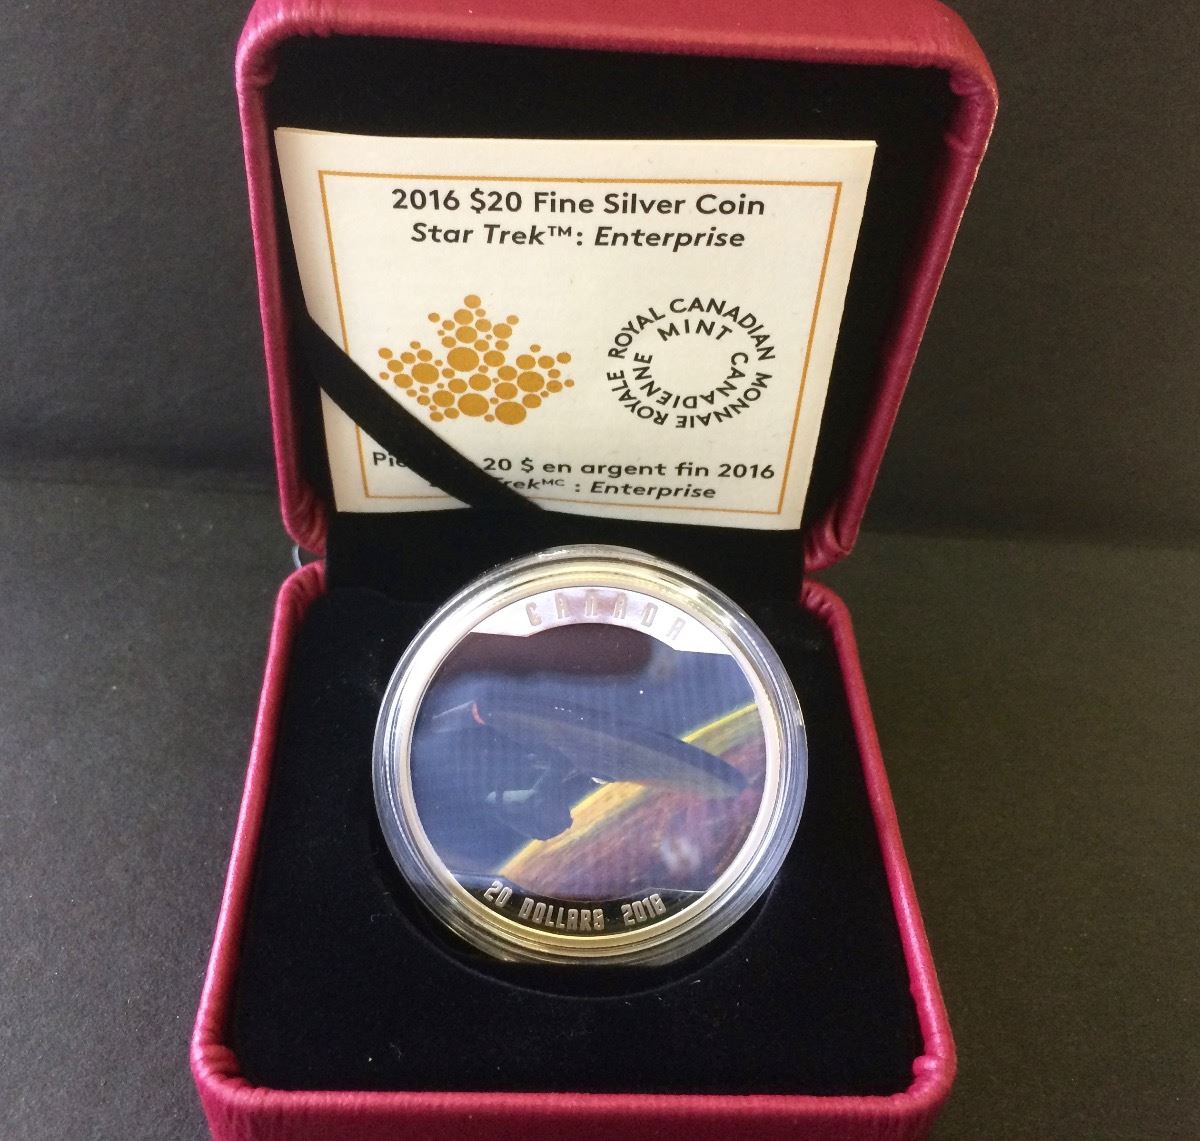 2016 $20 Fine Silver Coin
Star Trek™: Enterprise
ROYAL CANADIAN MINT
MONNAIE ROYALE CANADIENNE
20 $ en argent fin 2016
Trekᴹᶜ : Enterprise
CANADA
20 DOLLARS 2016